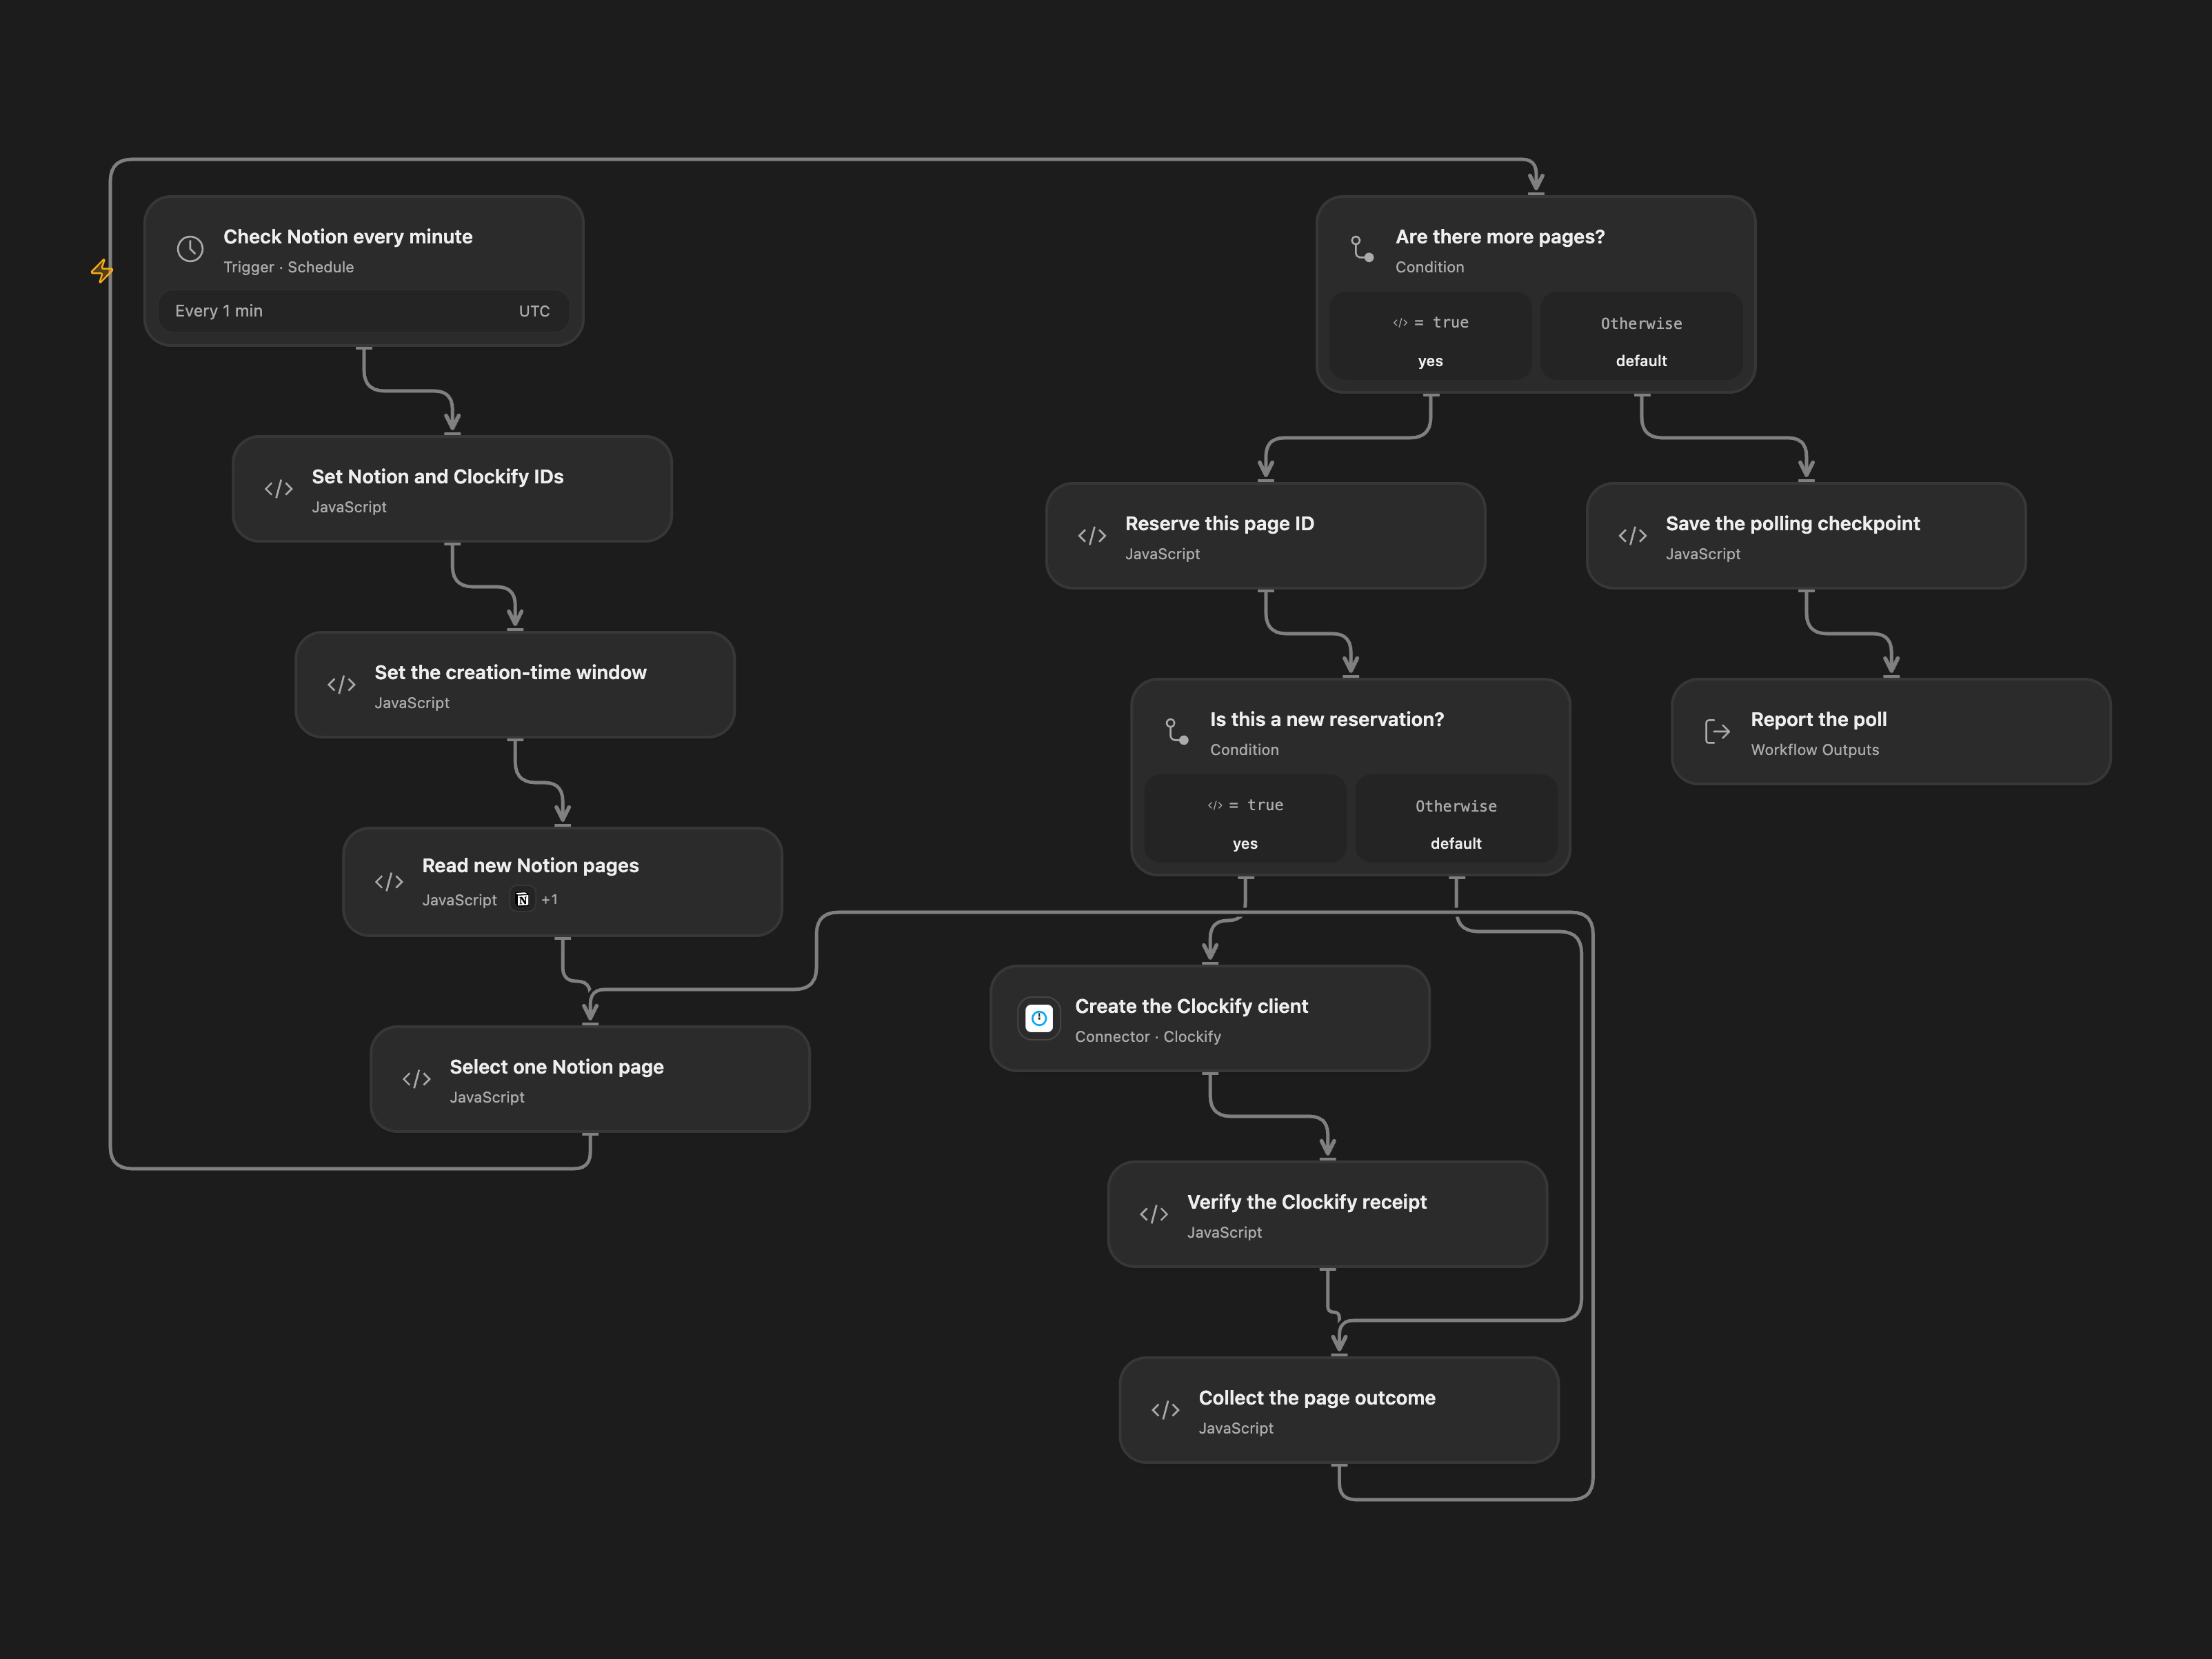 Check Notion every minute
Trigger · Schedule
Every 1 min UTC
Set Notion and Clockify IDs
JavaScript
Set the creation-time window
JavaScript
Read new Notion pages
JavaScript +1
Select one Notion page
JavaScript
Are there more pages?
Condition
</> = true
yes
Otherwise
default
Reserve this page ID
JavaScript
Save the polling checkpoint
JavaScript
Is this a new reservation?
Condition
</> = true
yes
Otherwise
default
Report the poll
Workflow Outputs
Create the Clockify client
Connector · Clockify
Verify the Clockify receipt
JavaScript
Collect the page outcome
JavaScript